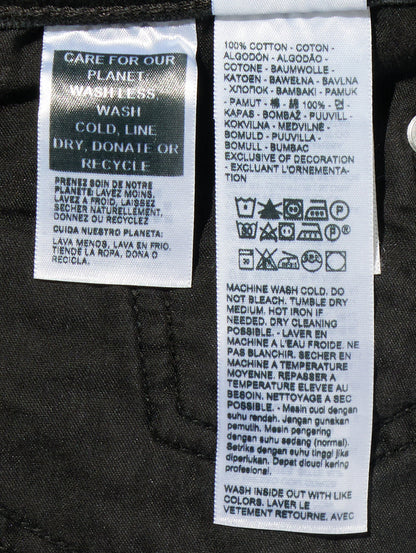 CARE FOR OUR
PLANET
WASH LESS,
WASH
COLD, LINE
DRY, DONATE OR
RECYCLE
PRENEZ SOIN DE NOTRE
PLANETE: LAVEZ MOINS,
LAVEZ A FROID, LAISSEZ
SECHER NATURELLEMENT,
DONNEZ OU RECYCLEZ
CUIDA NUESTRO PLANETA:
LAVA MENOS, LAVA EN FRIO,
TIENDE LA ROPA, DONA O
RECICLA.
100% COTTON - COTON -
ALGODÓN - ALGODÃO -
COTONE - BAUMWOLLE -
KATOEN - BAWEŁNA - BAVLNA
- ХЛОПОК - BAMBAKI - PAMUK
- PAMUT - 棉 - 綿 100% - 면
- KAPAS - BOMBAŽ - PUUVILL -
KOKVILNA - MEDVILNĖ -
BOMULD - PUUVILLA -
BOMULL - BUMBAC
EXCLUSIVE OF DECORATION
- EXCLUANT L'ORNEMENTA-
TION
MACHINE WASH COLD. DO
NOT BLEACH. TUMBLE DRY
MEDIUM. HOT IRON IF
NEEDED. DRY CLEANING
POSSIBLE. - LAVER EN
MACHINE A L'EAU FROIDE. NE
PAS BLANCHIR. SECHER EN
MACHINE A TEMPERATURE
MOYENNE. REPASSER A
TEMPERATURE ELEVEE AU
BESOIN. NETTOYAGE A SEC
POSSIBLE. - Mesin cuci dengan
suhu rendah. Jangan gunakan
pemutih. Mesin pengering
dengan suhu sedang (normal).
Setrika dengan suhu tinggi jika
diperlukan. Dapat dicuci kering
profesional.
WASH INSIDE OUT WITH LIKE
COLORS. LAVER LE
VETEMENT RETOURNE, AVEC